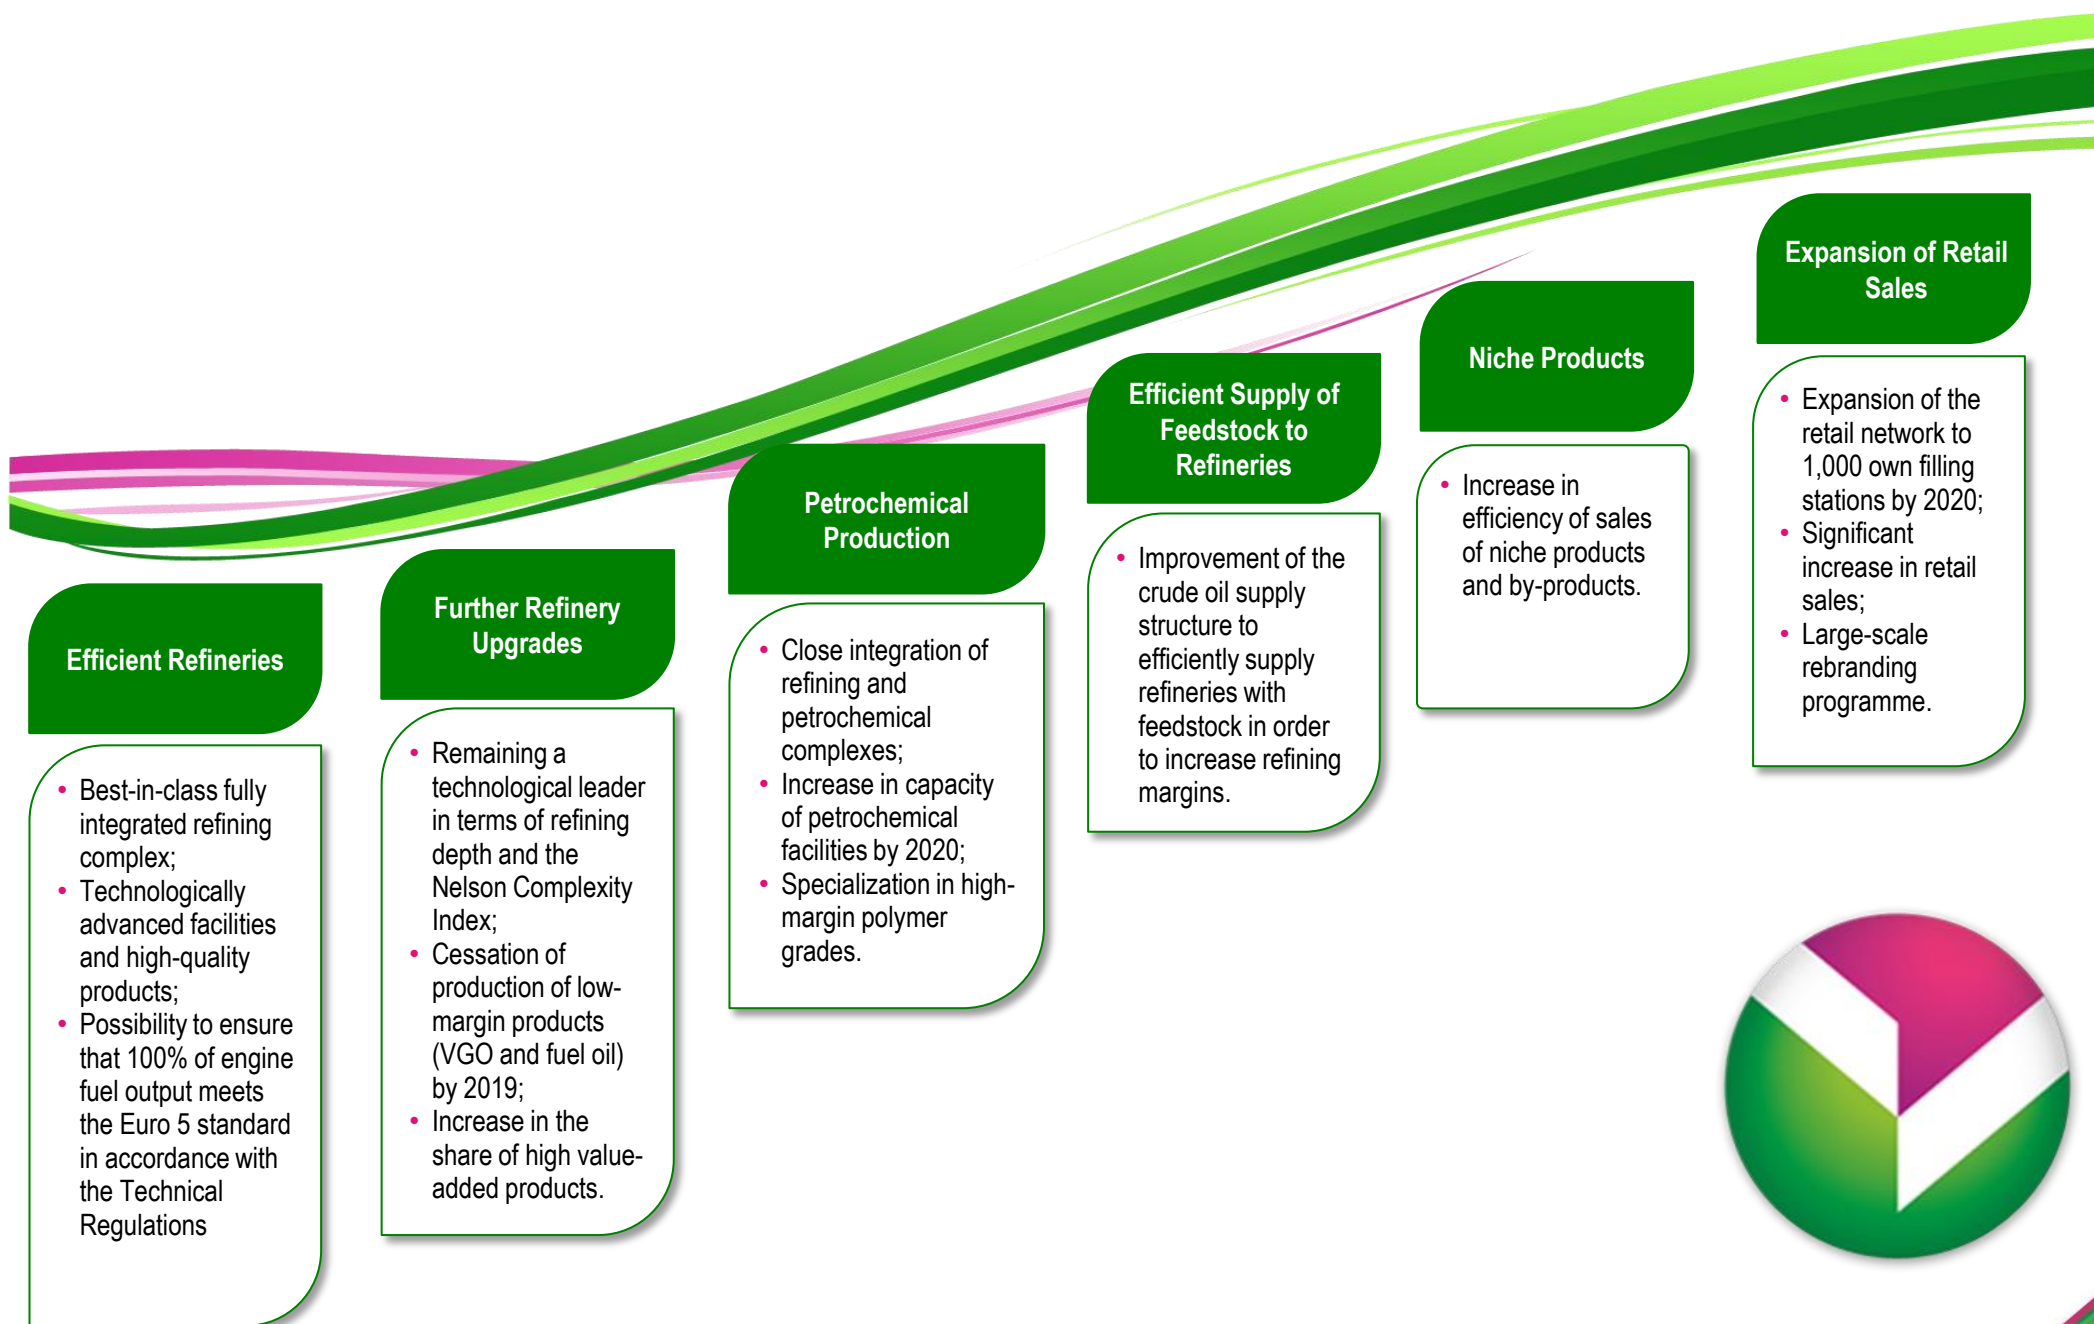 Efficient Refineries
• Best-in-class fully
integrated refining
complex;
• Technologically
advanced facilities
and high-quality
products;
• Possibility to ensure
that 100% of engine
fuel output meets
the Euro 5 standard
in accordance with
the Technical
Regulations
Further Refinery
Upgrades
• Remaining a
technological leader
in terms of refining
depth and the
Nelson Complexity
Index;
• Cessation of
production of low-
margin products
(VGO and fuel oil)
by 2019;
• Increase in the
share of high value-
added products.
Petrochemical
Production
• Close integration of
refining and
petrochemical
complexes;
• Increase in capacity
of petrochemical
facilities by 2020;
• Specialization in high-
margin polymer
grades.
Efficient Supply of
Feedstock to
Refineries
• Improvement of the
crude oil supply
structure to
efficiently supply
refineries with
feedstock in order
to increase refining
margins.
Niche Products
• Increase in
efficiency of sales
of niche products
and by-products.
Expansion of Retail
Sales
• Expansion of the
retail network to
1,000 own filling
stations by 2020;
• Significant
increase in retail
sales;
• Large-scale
rebranding
programme.